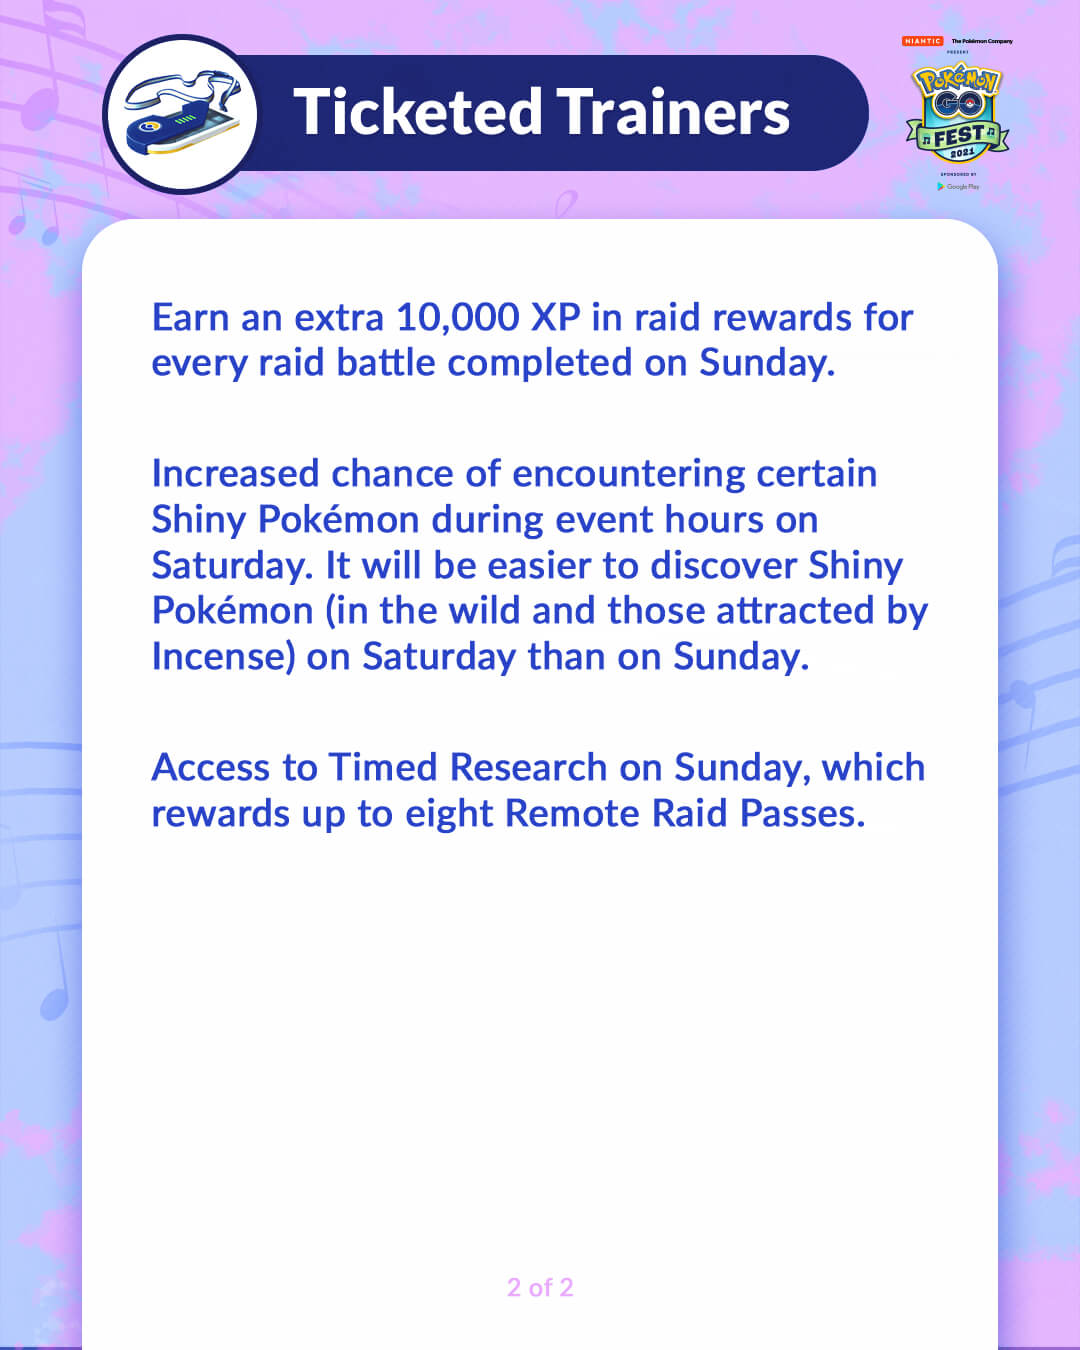 Ticketed Trainers
NIANTIC The Pokémon Company
PRESENT
POKÉMON
GO
FEST
2021
SPONSORED BY
Google Play
Earn an extra 10,000 XP in raid rewards for
every raid battle completed on Sunday.
Increased chance of encountering certain
Shiny Pokémon during event hours on
Saturday. It will be easier to discover Shiny
Pokémon (in the wild and those attracted by
Incense) on Saturday than on Sunday.
Access to Timed Research on Sunday, which
rewards up to eight Remote Raid Passes.
2 of 2